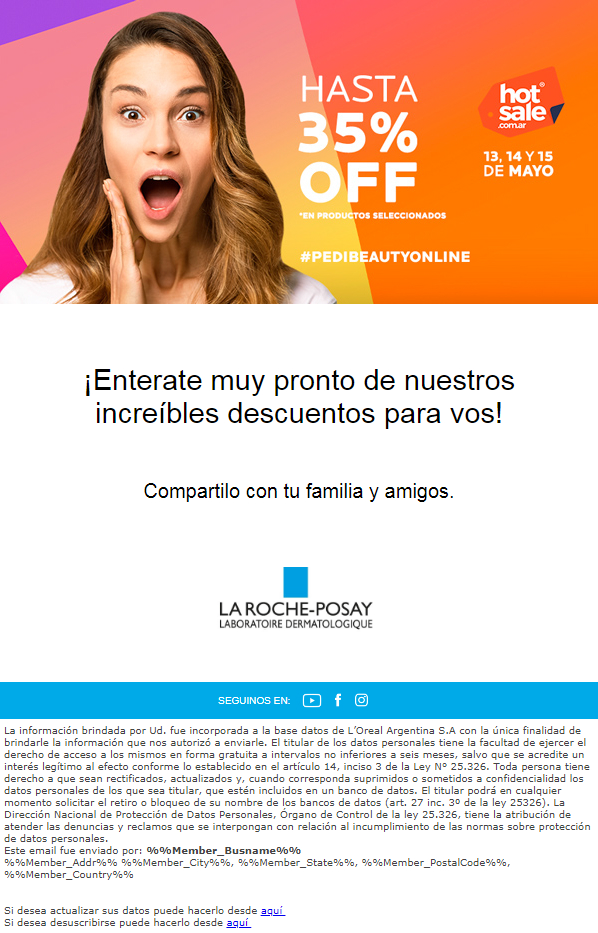 HASTA
35%
OFF
*EN PRODUCTOS SELECCIONADOS
#PEDIBEAUTYONLINE
hot®
sale
.com.ar
13, 14 Y 15
DE MAYO
¡Enterate muy pronto de nuestros
increíbles descuentos para vos!
Compartilo con tu familia y amigos.
LA ROCHE-POSAY
LABORATOIRE DERMATOLOGIQUE
SEGUINOS EN:
La información brindada por Ud. fue incorporada a la base datos de L’Oreal Argentina S.A con la única finalidad de
brindarle la información que nos autorizó a enviarle. El titular de los datos personales tiene la facultad de ejercer el
derecho de acceso a los mismos en forma gratuita a intervalos no inferiores a seis meses, salvo que se acredite un
interés legítimo al efecto conforme lo establecido en el artículo 14, inciso 3 de la Ley N° 25.326. Toda persona tiene
derecho a que sean rectificados, actualizados y, cuando corresponda suprimidos o sometidos a confidencialidad los
datos personales de los que sea titular, que estén incluidos en un banco de datos. El titular podrá en cualquier
momento solicitar el retiro o bloqueo de su nombre de los bancos de datos (art. 27 inc. 3º de la ley 25326). La
Dirección Nacional de Protección de Datos Personales, Órgano de Control de la ley 25.326, tiene la atribución de
atender las denuncias y reclamos que se interpongan con relación al incumplimiento de las normas sobre protección
de datos personales.
Este email fue enviado por: %%Member_Busname%%
%%Member_Addr%% %%Member_City%%, %%Member_State%%, %%Member_PostalCode%%,
%%Member_Country%%
Si desea actualizar sus datos puede hacerlo desde aquí
Si desea desuscribirse puede hacerlo desde aquí